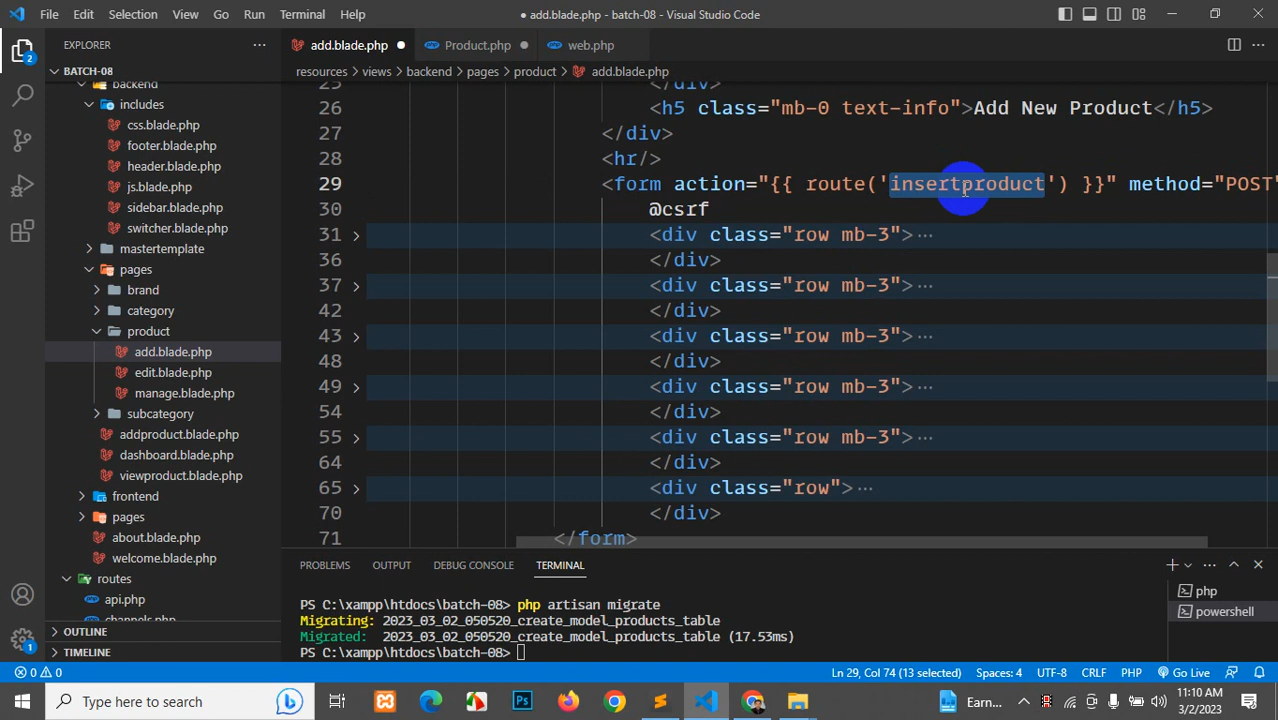 File Edit Selection View Go Run Terminal Help
● add.blade.php - batch-08 - Visual Studio Code
EXPLORER
add.blade.php
Product.php
web.php
2
BATCH-08
resources > views > backend > pages > product > add.blade.php
backend
includes
css.blade.php
footer.blade.php
header.blade.php
js.blade.php
sidebar.blade.php
switcher.blade.php
mastertemplate
pages
brand
category
product
add.blade.php
edit.blade.php
manage.blade.php
subcategory
addproduct.blade.php
dashboard.blade.php
viewproduct.blade.php
frontend
pages
about.blade.php
welcome.blade.php
routes
api.php
channels.php
OUTLINE
TIMELINE
1
25 </div>
26 <h5 class="mb-0 text-info">Add New Product</h5>
27 </div>
28 <hr/>
29 <form action="{{ route('insertproduct') }}" method="POST"
30 @csrf
31 <div class="row mb-3">···
36 </div>
37 <div class="row mb-3">···
42 </div>
43 <div class="row mb-3">···
48 </div>
49 <div class="row mb-3">···
54 </div>
55 <div class="row mb-3">···
64 </div>
65 <div class="row">···
70 </div>
71 </form>
PROBLEMS OUTPUT DEBUG CONSOLE TERMINAL
PS C:\xampp\htdocs\batch-08> php artisan migrate
Migrating: 2023_03_02_050520_create_model_products_table
Migrated: 2023_03_02_050520_create_model_products_table (17.53ms)
PS C:\xampp\htdocs\batch-08>
php
powershell
0 0
Ln 29, Col 74 (13 selected) Spaces: 4 UTF-8 CRLF PHP Go Live
Type here to search
Earn...
11:10 AM
3/2/2023